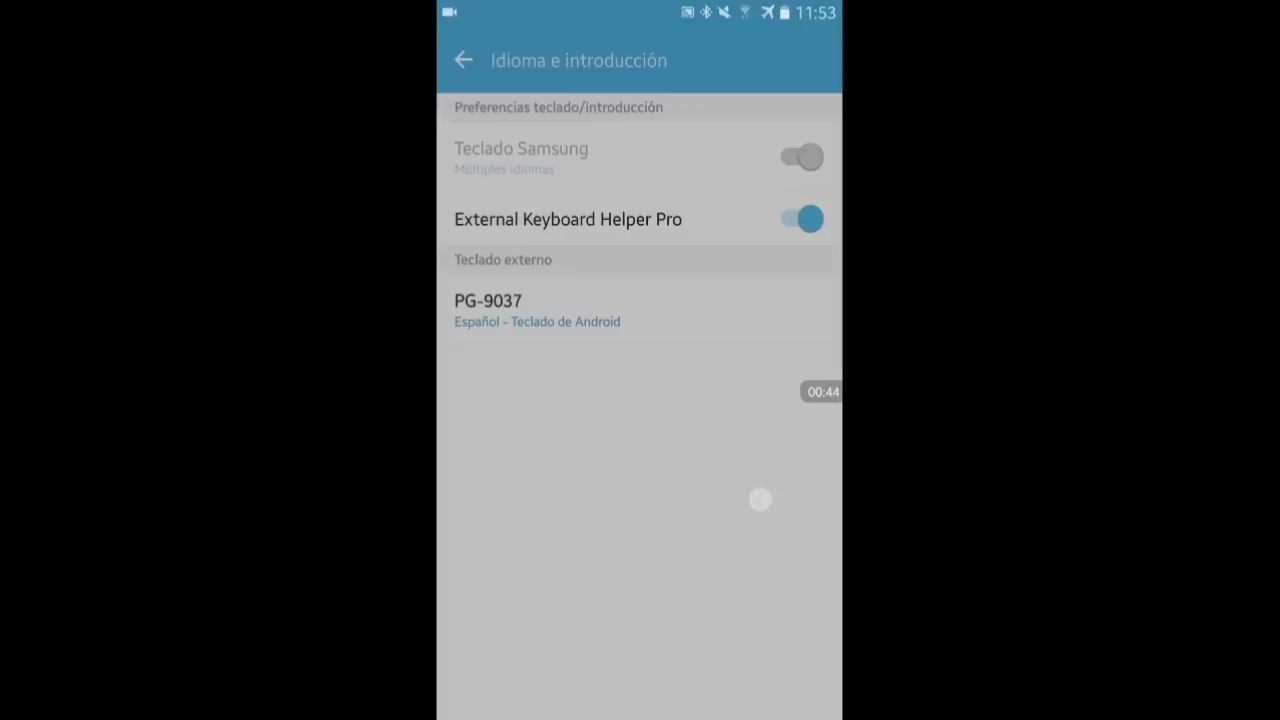 11:53
Idioma e introducción
Preferencias teclado/introducción
Teclado Samsung
Múltiples idiomas
External Keyboard Helper Pro
Teclado externo
PG-9037
Español - Teclado de Android
00:44